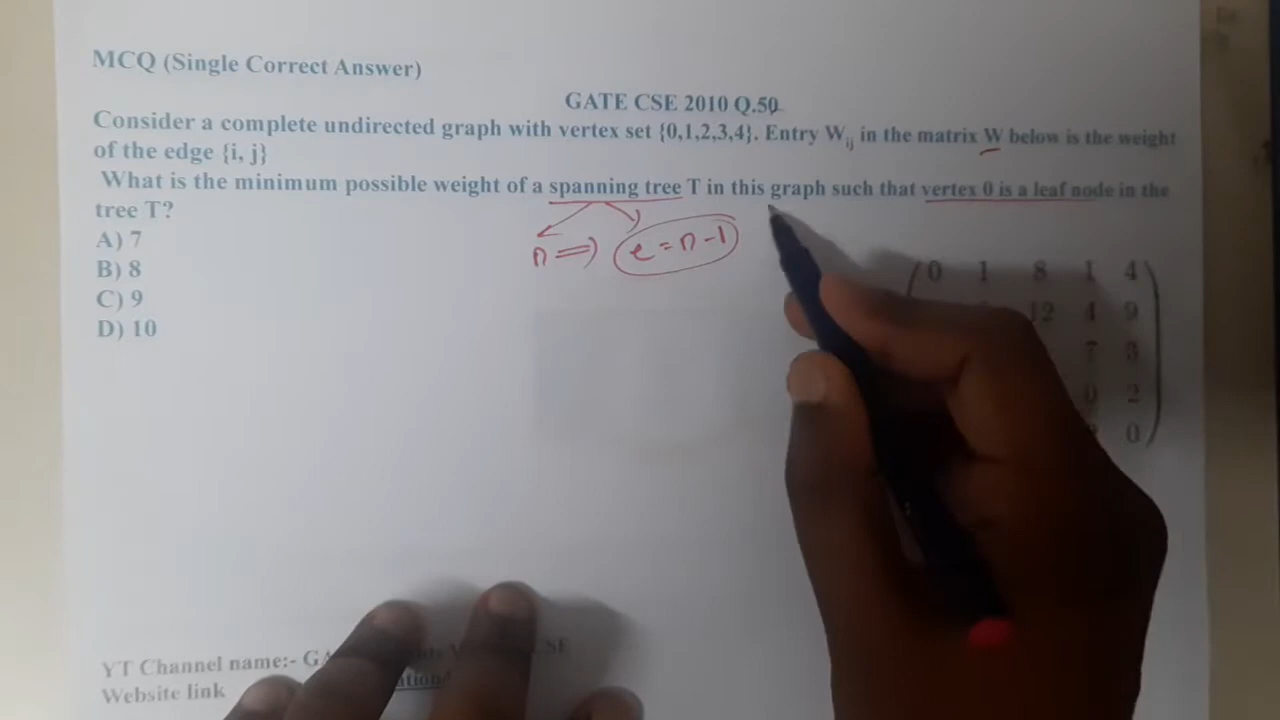 MCQ (Single Correct Answer)
GATE CSE 2010 Q.50
Consider a complete undirected graph with vertex set {0,1,2,3,4}. Entry Wij in the matrix W below is the weight
of the edge {i, j}
What is the minimum possible weight of a spanning tree T in this graph such that vertex 0 is a leaf node in the
tree T?
n ⇒ e = n - 1
A) 7
B) 8
C) 9
D) 10
0 1 8 1 4
12 4 9
7 3
0 2
0
YT Channel name:- GA
Website link